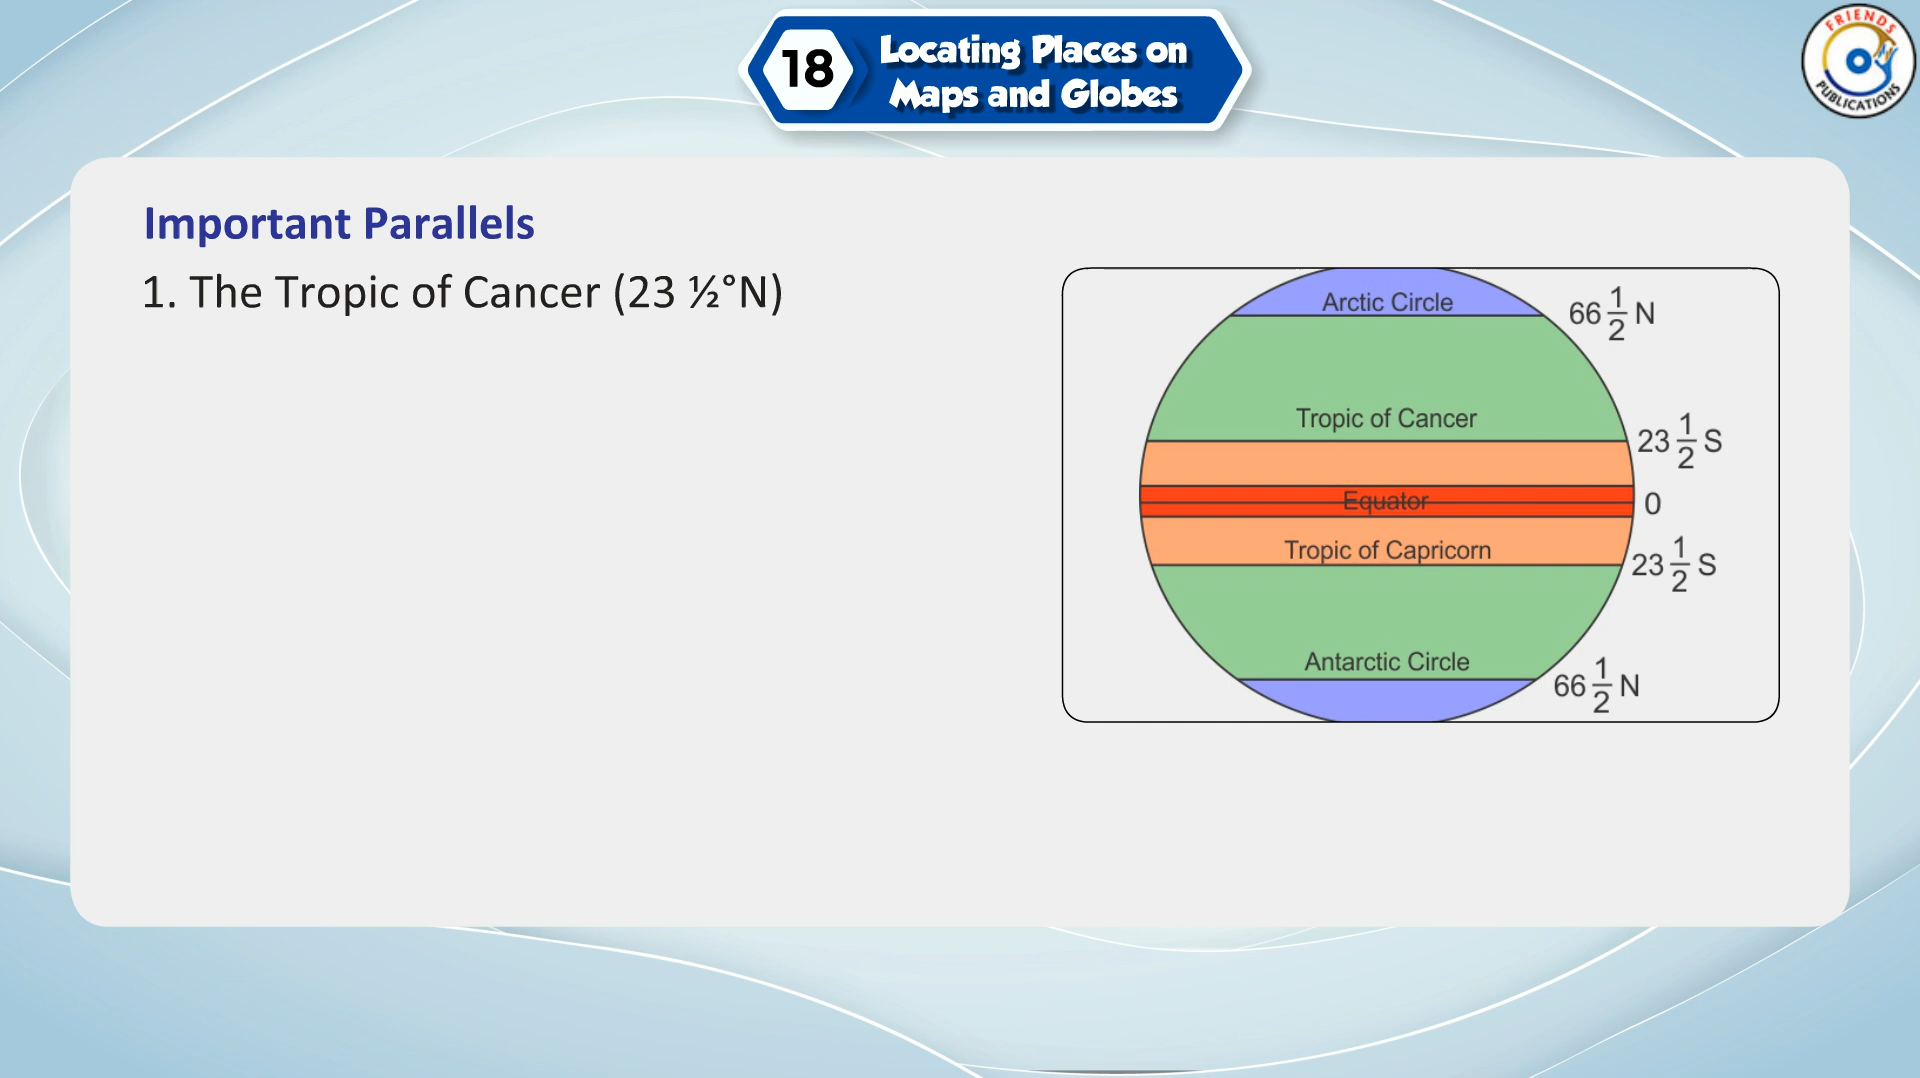 18
Locating Places on
Maps and Globes
FRIENDS
PUBLICATIONS
Important Parallels
1. The Tropic of Cancer (23 ½°N)
Arctic Circle
66 1/2 N
Tropic of Cancer
23 1/2 S
Equator
0
Tropic of Capricorn
23 1/2 S
Antarctic Circle
66 1/2 N